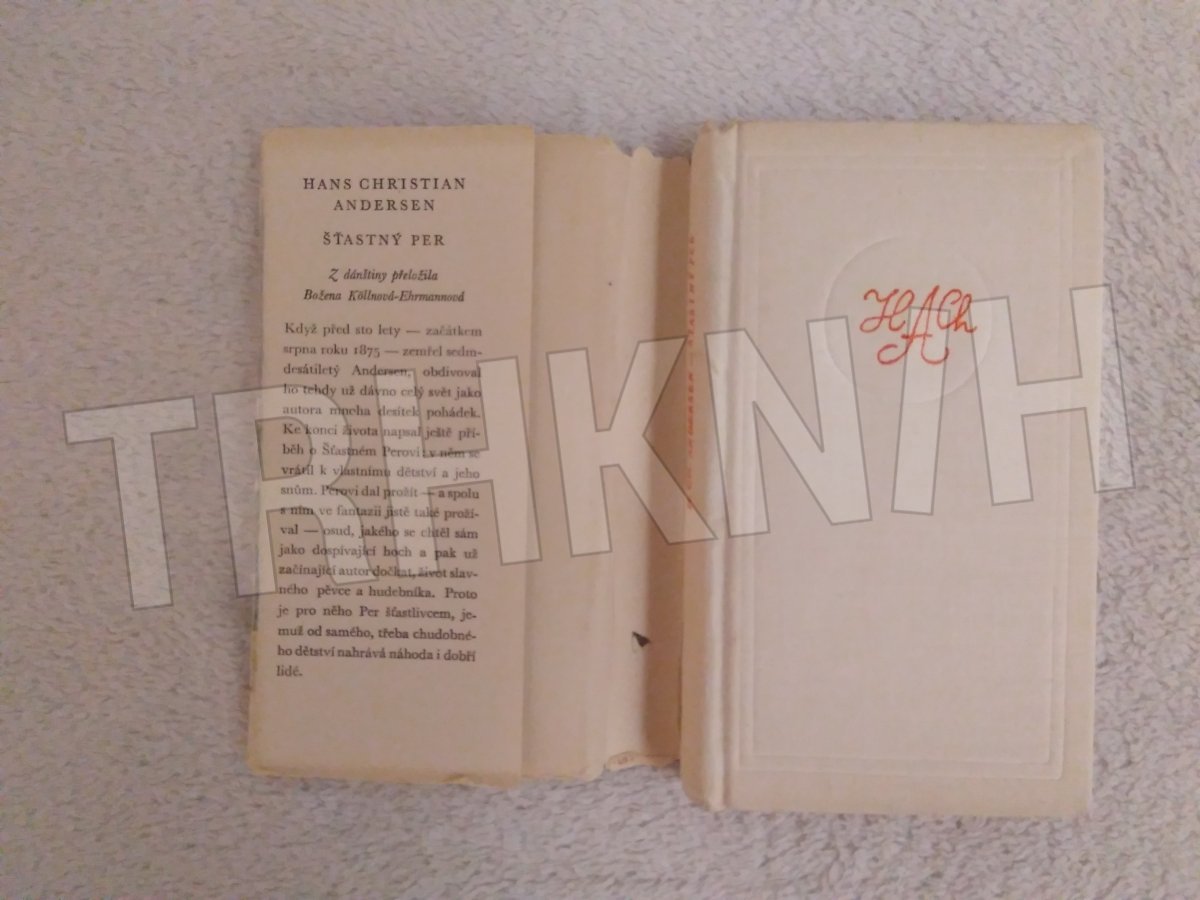 HANS CHRISTIAN
ANDERSEN
ŠŤASTNÝ PER
Z dánštiny přeložila
Božena Köllnová-Ehrmannová
Když před sto lety — začátkem
srpna roku 1875 — zemřel sedm-
desátiletý Andersen, obdivoval
ho tehdy už dávno celý svět jako
autora mnoha desítek pohádek.
Ke konci života napsal ještě pří-
běh o Šťastném Perovi: v něm se
vrátil k vlastnímu dětství a jeho
snům. Perovi dal prožít — a spolu
s ním ve fantazii jistě také proží-
val — osud, jakého se chtěl sám
jako dospívající hoch a pak už
začínající autor dočkat, život slav-
ného pěvce a hudebníka. Proto
je pro něho Per šťastlivcem, je-
muž od samého, třeba chudobné-
ho dětství nahrává náhoda i dobří
lidé.
ANDERSEN — ŠŤASTNÝ PER
HACh
TRHKNIH